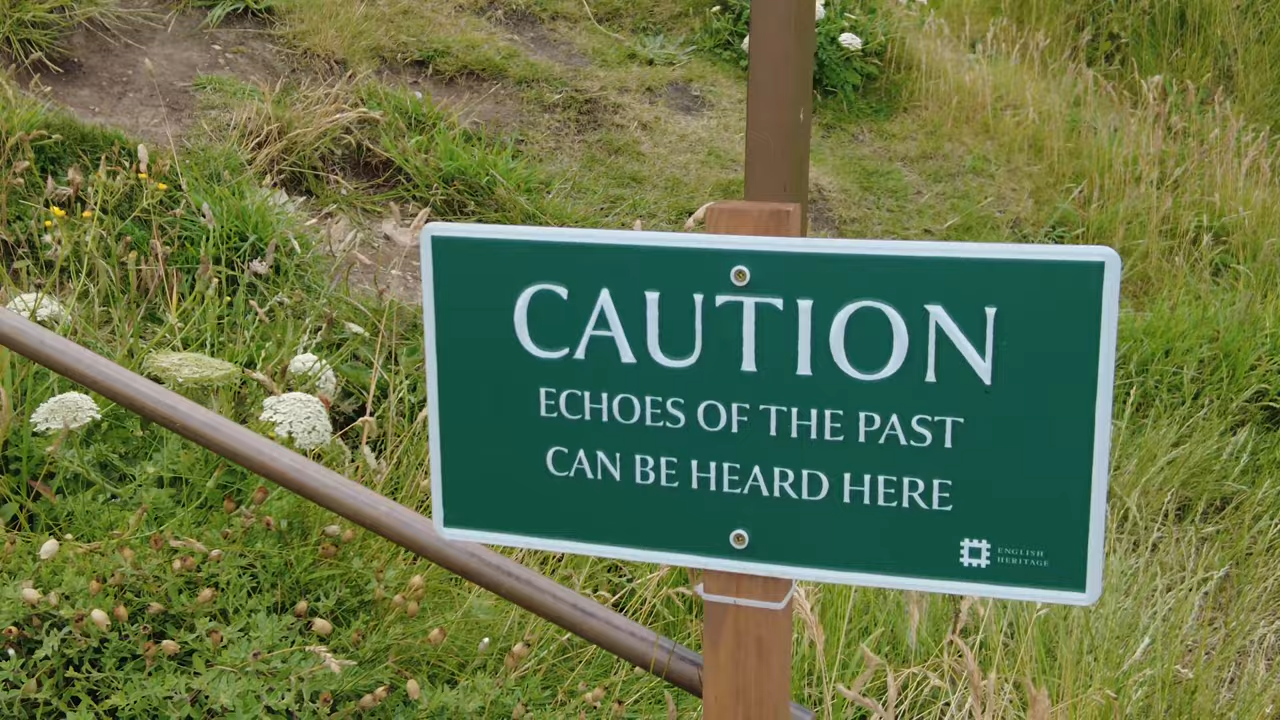 CAUTION
ECHOES OF THE PAST
CAN BE HEARD HERE
ENGLISH
HERITAGE